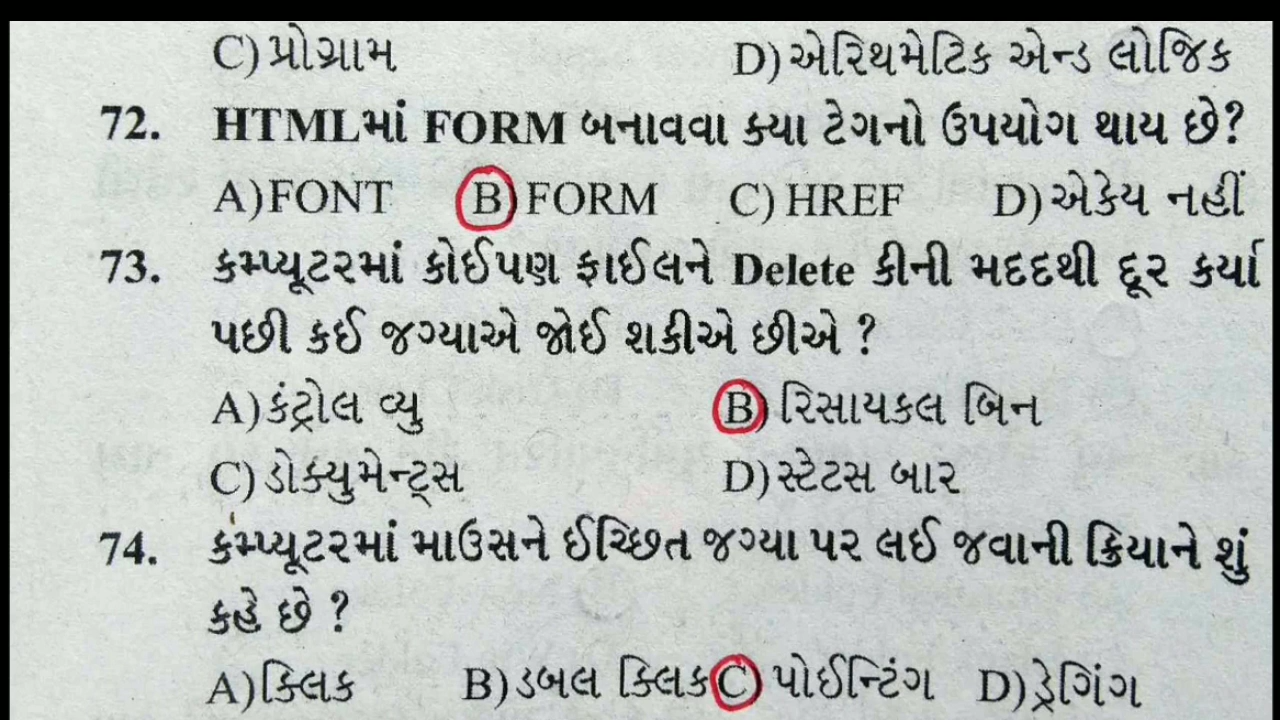 C) પ્રોગ્રામ D) એરિથમેટિક એન્ડ લોજિક
72. HTMLમાં FORM બનાવવા ક્યા ટેગનો ઉપયોગ થાય છે?
A) FONT B) FORM C) HREF D) એકેય નહીં
73. કમ્પ્યૂટરમાં કોઈપણ ફાઈલને Delete કીની મદદથી દૂર કર્યા
પછી કઈ જગ્યાએ જોઈ શકીએ છીએ ?
A) કંટ્રોલ વ્યુ B) રિસાયકલ બિન
C) ડોક્યુમેન્ટ્સ D) સ્ટેટસ બાર
74. કમ્પ્યૂટરમાં માઉસને ઈચ્છિત જગ્યા પર લઈ જવાની ક્રિયાને શું
કહે છે ?
A) ક્લિક B) ડબલ ક્લિક C) પોઈન્ટિંગ D) ડ્રેગિંગ